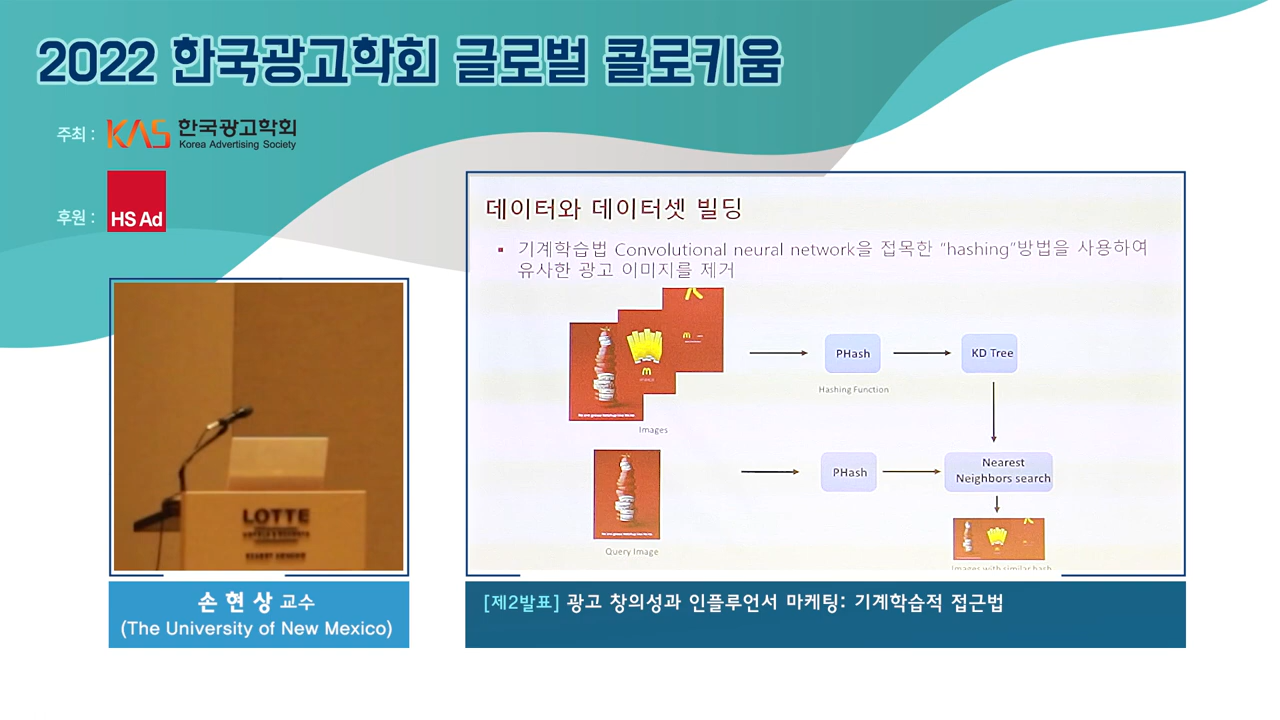 2022 한국광고학회 글로벌 콜로키움
주최 :
KAS 한국광고학회
Korea Advertising Society
후원 :
HS Ad
데이터와 데이터셋 빌딩
▪ 기계학습법 Convolutional neural network을 접목한 “hashing”방법을 사용하여
유사한 광고 이미지를 제거
PHash
KD Tree
Hashing Function
Images
PHash
Nearest
Neighbors search
Query Image
Images with similar hash
LOTTE
손 현 상 교수
(The University of New Mexico)
[제2발표] 광고 창의성과 인플루언서 마케팅: 기계학습적 접근법